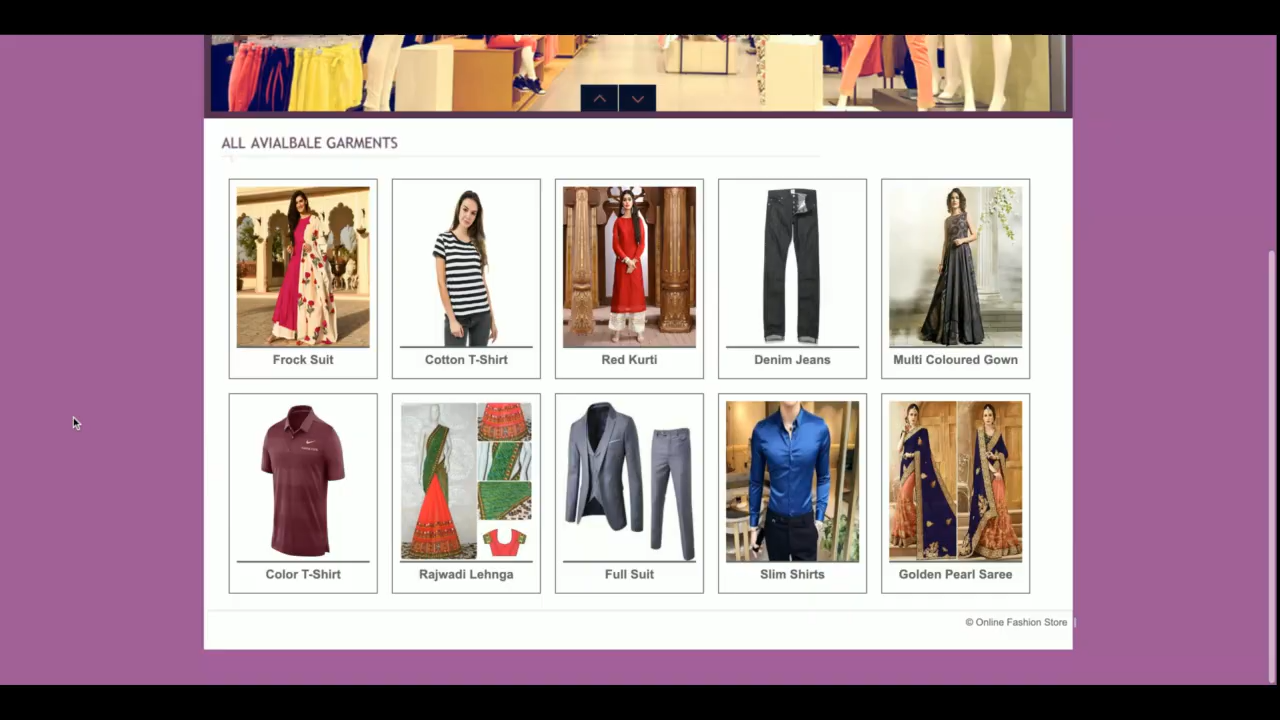 ALL AVIALBALE GARMENTS
Frock Suit
Cotton T-Shirt
Red Kurti
Denim Jeans
Multi Coloured Gown
Color T-Shirt
Rajwadi Lehnga
Full Suit
Slim Shirts
Golden Pearl Saree
© Online Fashion Store